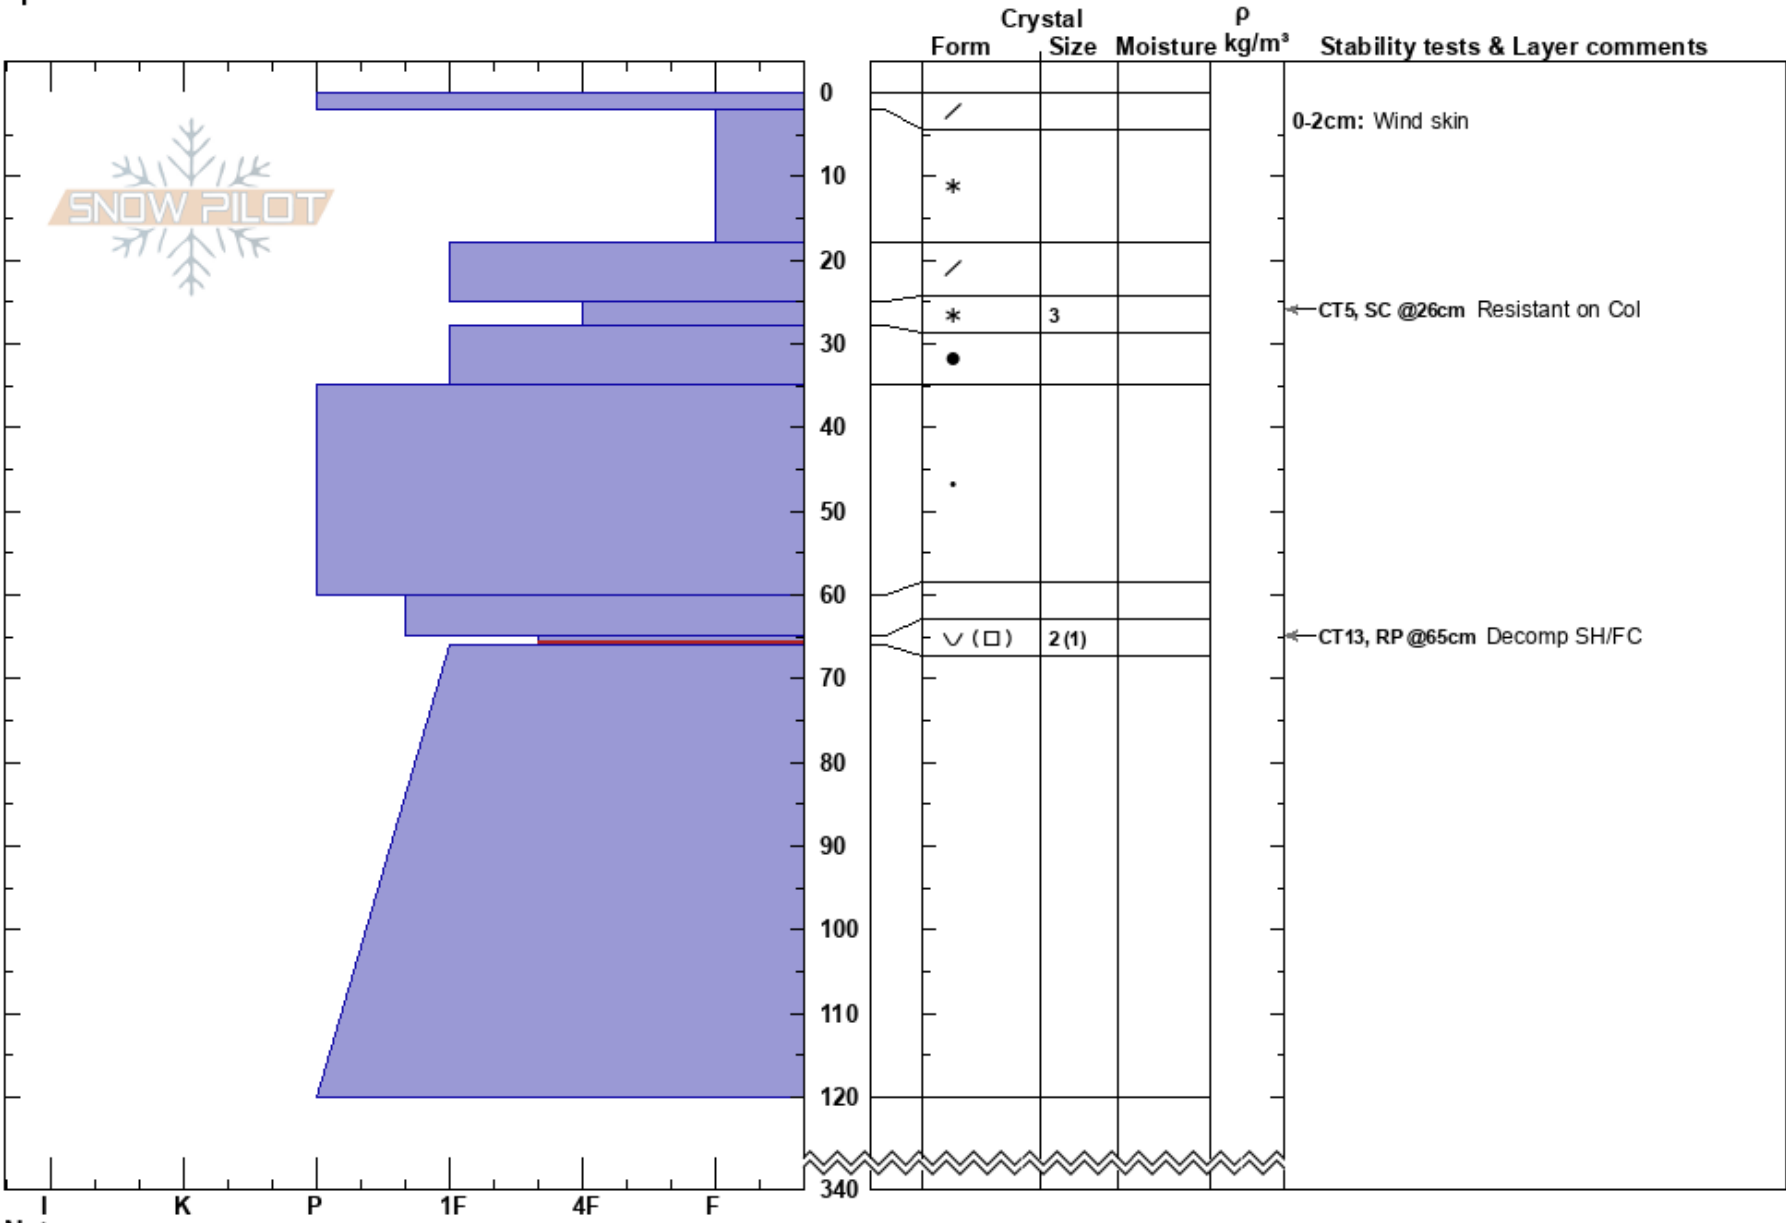 Crystal ρ
Form Size Moisture kg/m³ Stability tests & Layer comments
0
0-2cm: Wind skin
10
SNOW PILOT
20
CT5, SC @26cm Resistant on Col
3
30
40
50
60
CT13, RP @65cm Decomp SH/FC
2 (1)
70
80
90
100
110
120
340
I K P 1F 4F F